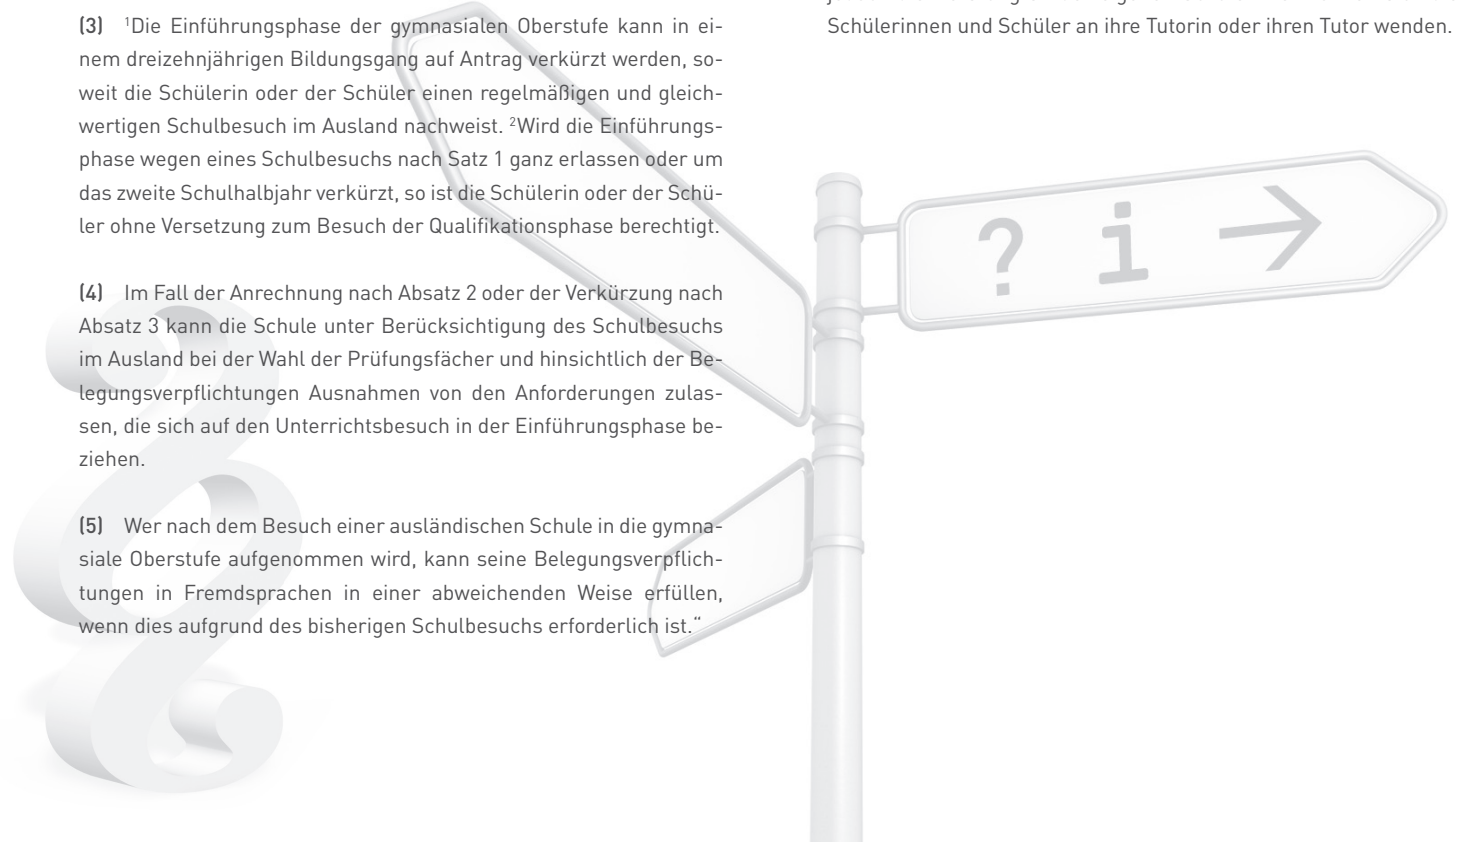 (3) ¹Die Einführungsphase der gymnasialen Oberstufe kann in ei-
nem dreizehnjährigen Bildungsgang auf Antrag verkürzt werden, so-
weit die Schülerin oder der Schüler einen regelmäßigen und gleich-
wertigen Schulbesuch im Ausland nachweist. ²Wird die Einführungs-
phase wegen eines Schulbesuchs nach Satz 1 ganz erlassen oder um
das zweite Schulhalbjahr verkürzt, so ist die Schülerin oder der Schü-
ler ohne Versetzung zum Besuch der Qualifikationsphase berechtigt.
(4) Im Fall der Anrechnung nach Absatz 2 oder der Verkürzung nach
Absatz 3 kann die Schule unter Berücksichtigung des Schulbesuchs
im Ausland bei der Wahl der Prüfungsfächer und hinsichtlich der Be-
legungsverpflichtungen Ausnahmen von den Anforderungen zulas-
sen, die sich auf den Unterrichtsbesuch in der Einführungsphase be-
ziehen.
(5) Wer nach dem Besuch einer ausländischen Schule in die gymna-
siale Oberstufe aufgenommen wird, kann seine Belegungsverpflich-
tungen in Fremdsprachen in einer abweichenden Weise erfüllen,
wenn dies aufgrund des bisherigen Schulbesuchs erforderlich ist.“
Schülerinnen und Schüler an ihre Tutorin oder ihren Tutor wenden.
? i →
§